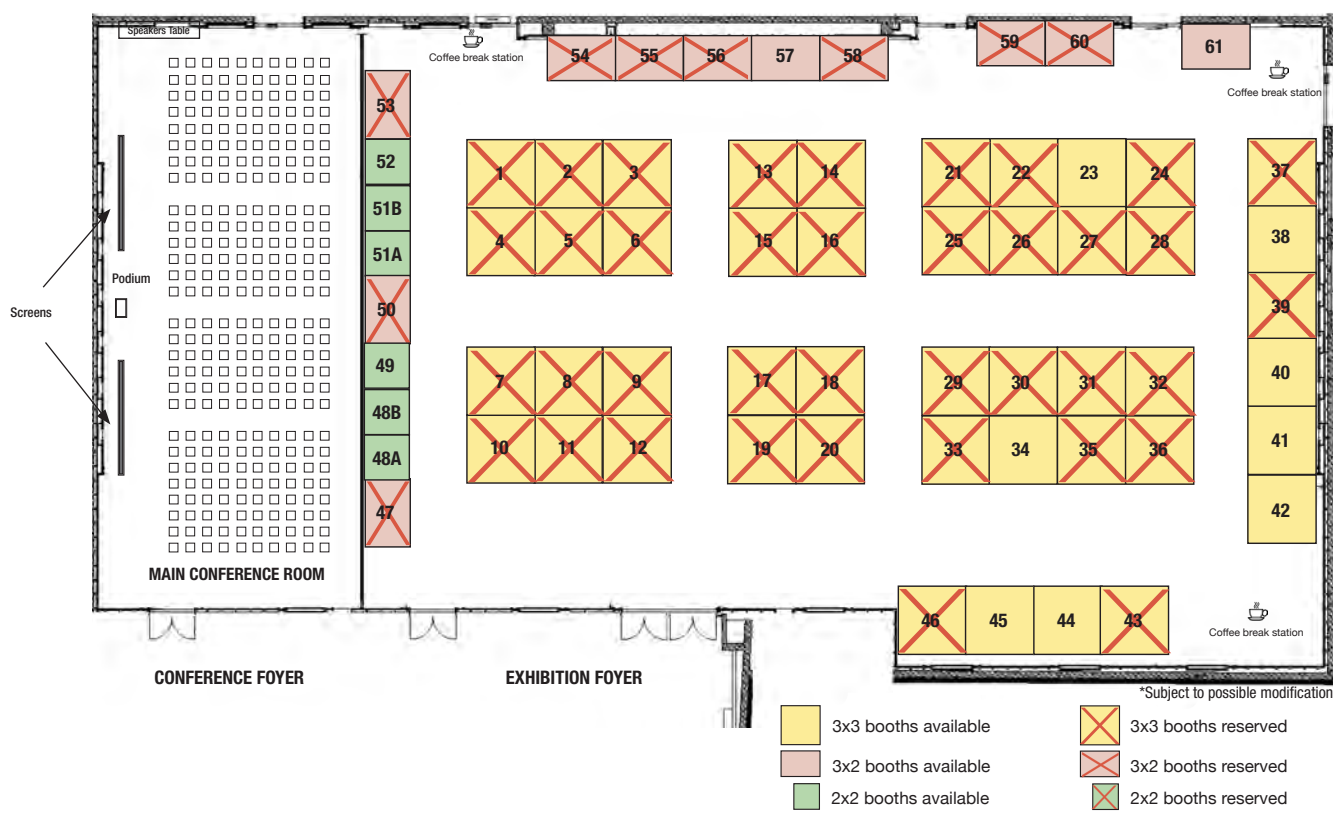 Speakers Table
Coffee break station
54
55
56
57
58
59
60
61
Coffee break station
53
52
51B
51A
50
49
48B
48A
47
1
2
3
4
5
6
13
14
15
16
21
22
23
24
25
26
27
28
37
38
39
40
41
42
Podium
Screens
7
8
9
10
11
12
17
18
19
20
29
30
31
32
33
34
35
36
MAIN CONFERENCE ROOM
46
45
44
43
Coffee break station
CONFERENCE FOYER
EXHIBITION FOYER
*Subject to possible modification
3x3 booths available
3x3 booths reserved
3x2 booths available
3x2 booths reserved
2x2 booths available
2x2 booths reserved